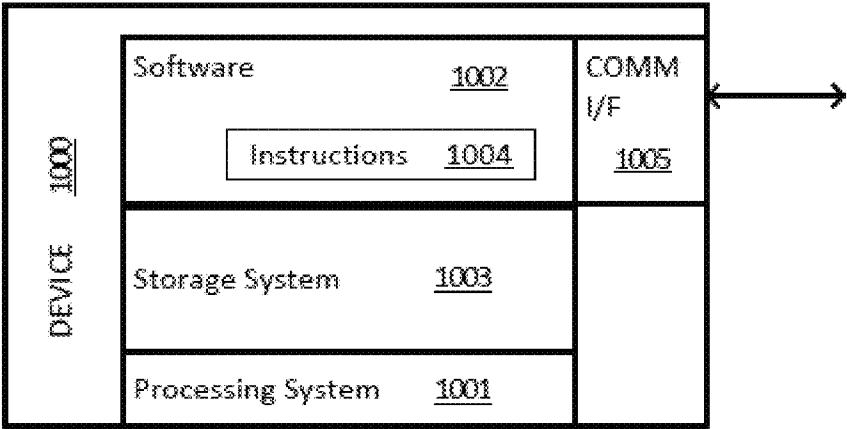 DEVICE 1000
Software 1002
Instructions 1004
COMM
I/F
1005
Storage System 1003
Processing System 1001